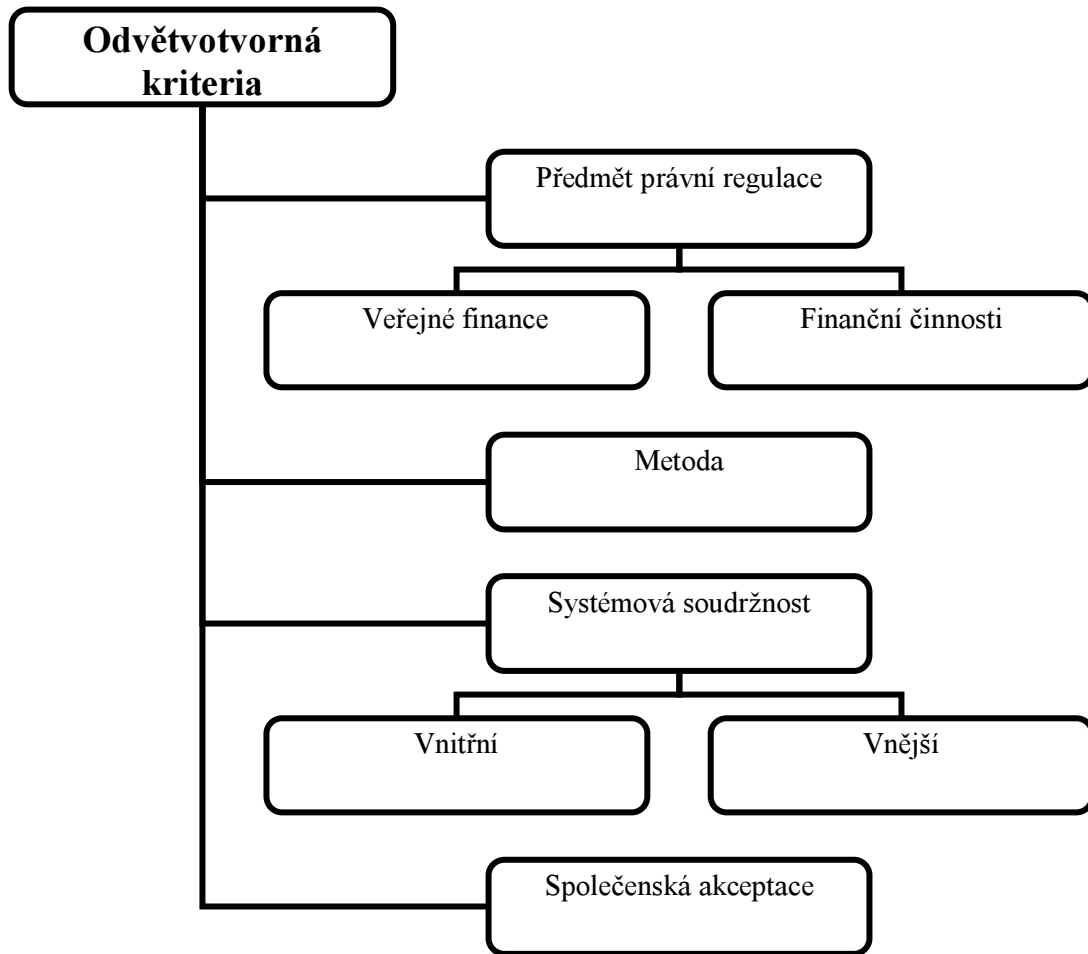 Odvětvotvorná
kriteria
Předmět právní regulace
Veřejné finance
Finanční činnosti
Metoda
Systémová soudržnost
Vnitřní
Vnější
Společenská akceptace